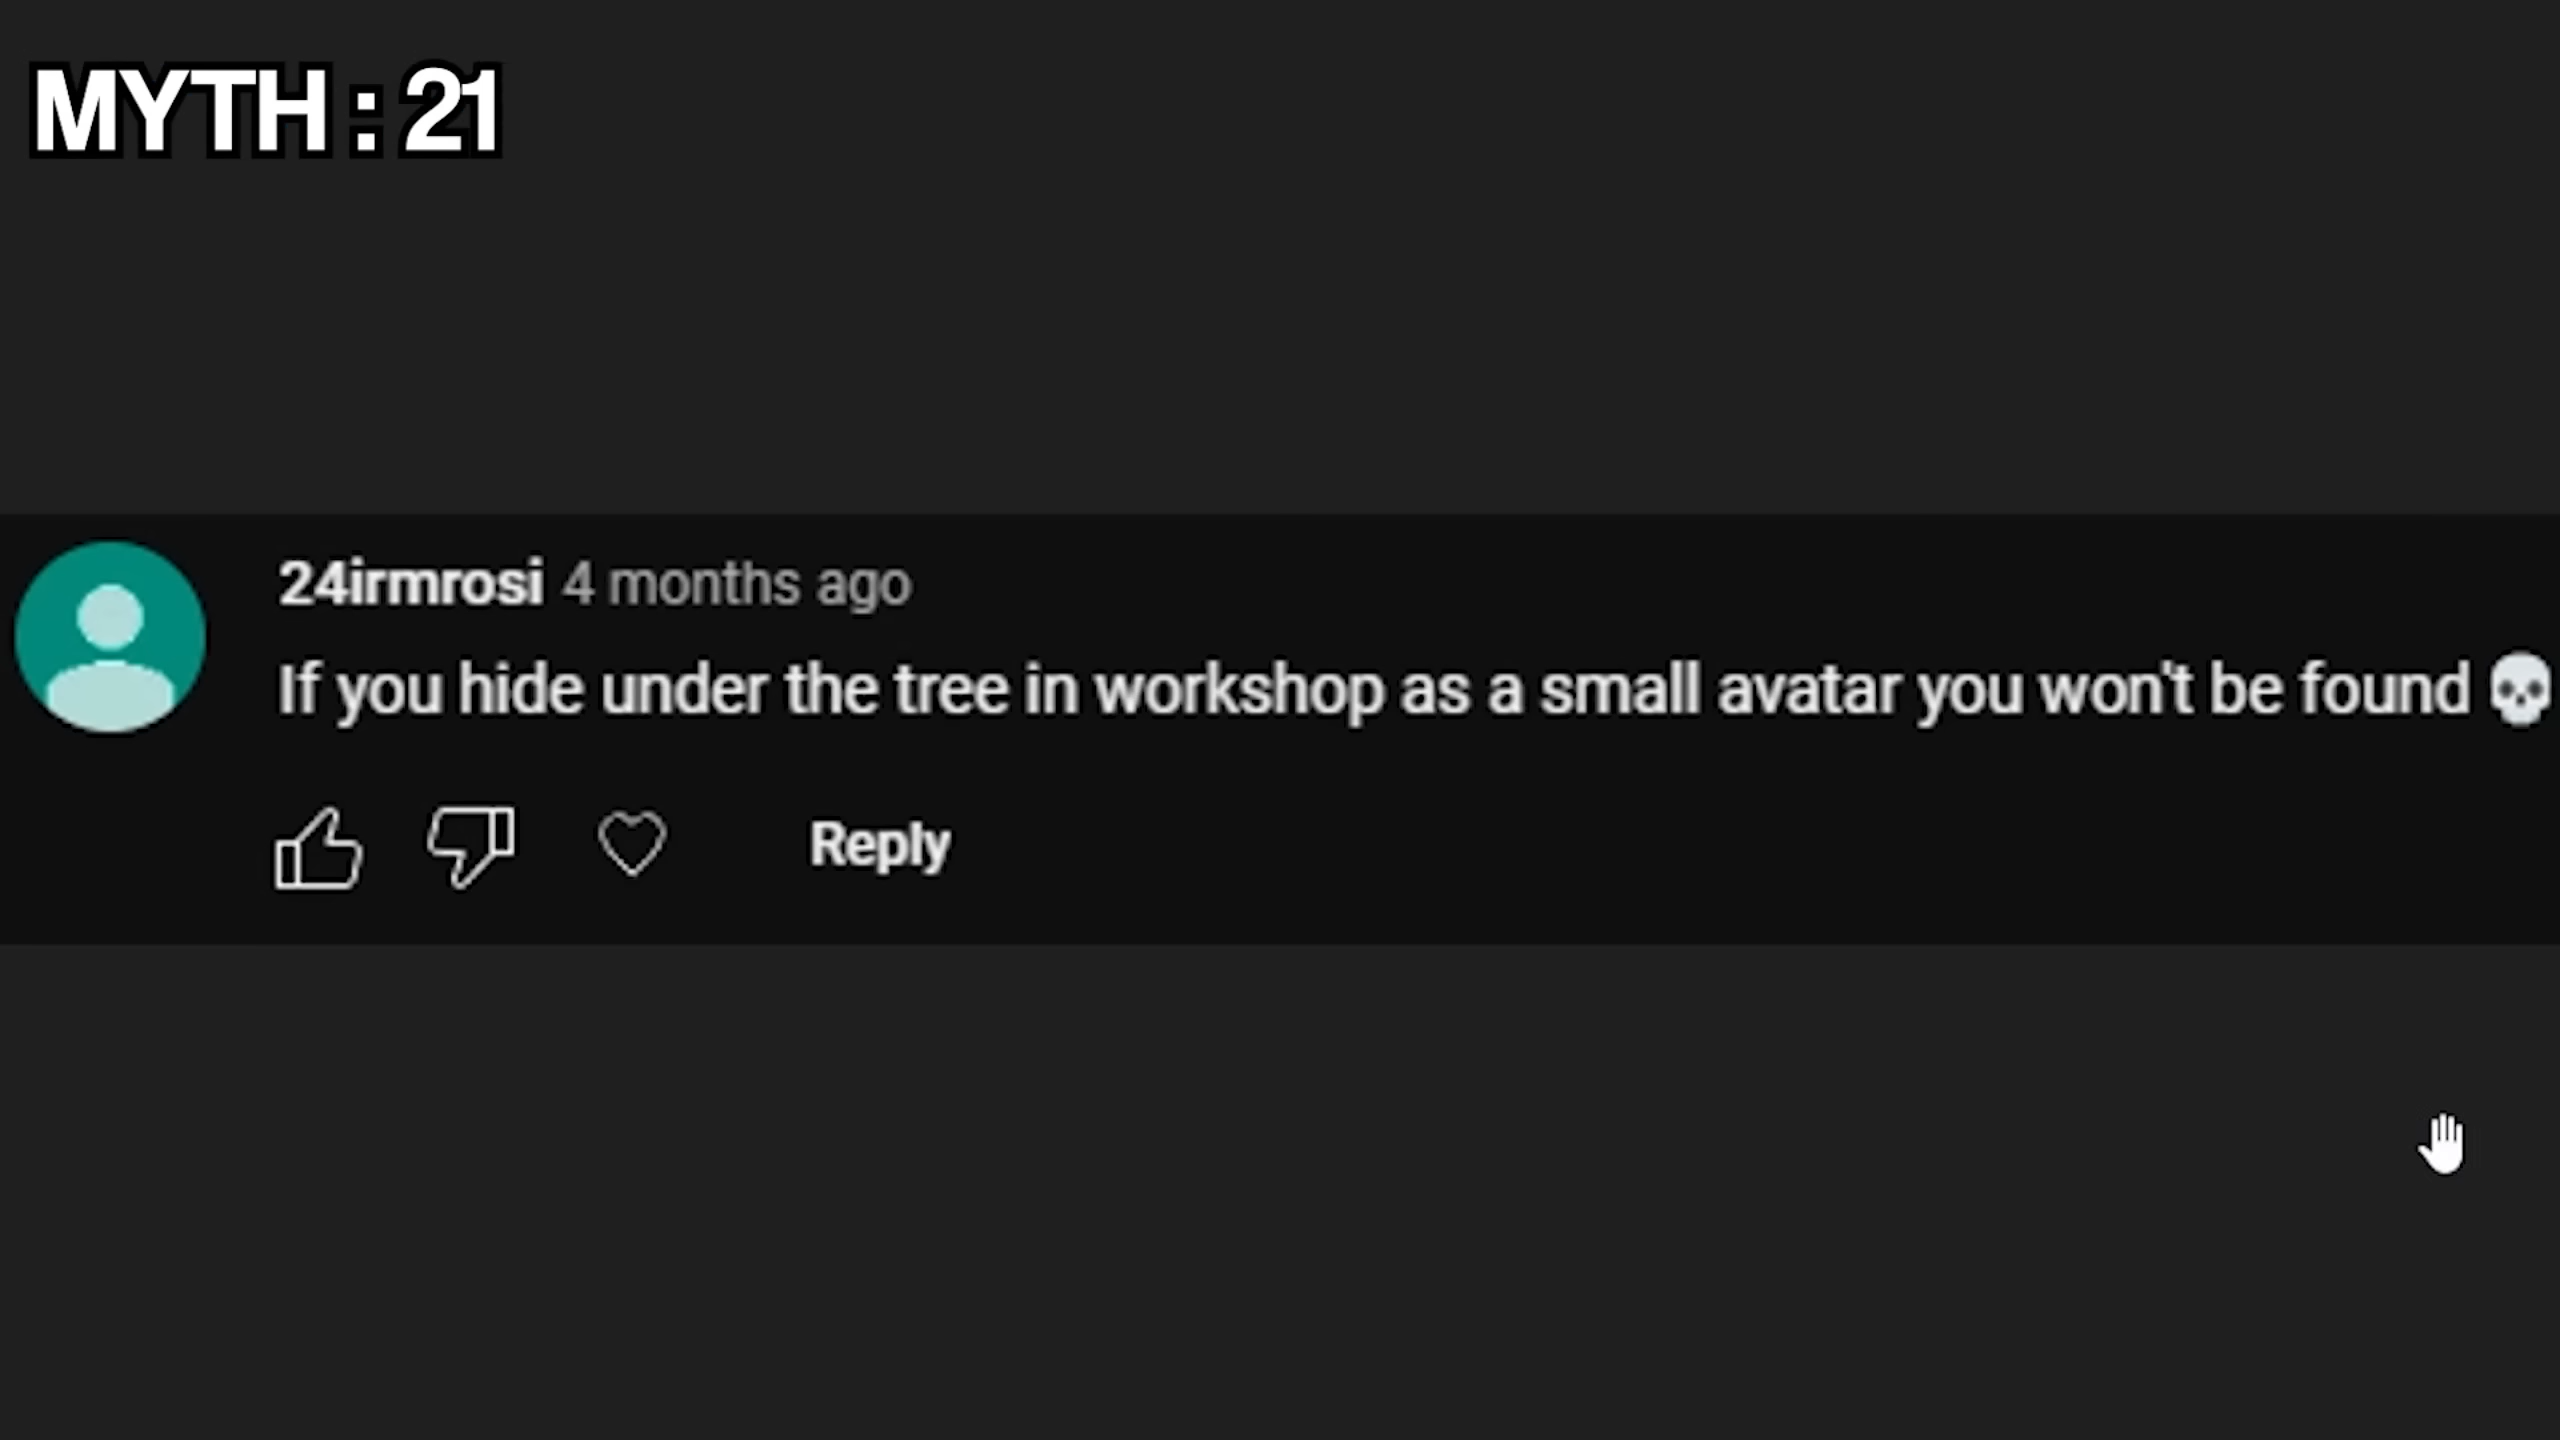 MYTH : 21
24irmrosi 4 months ago
If you hide under the tree in workshop as a small avatar you won't be found 💀
Reply